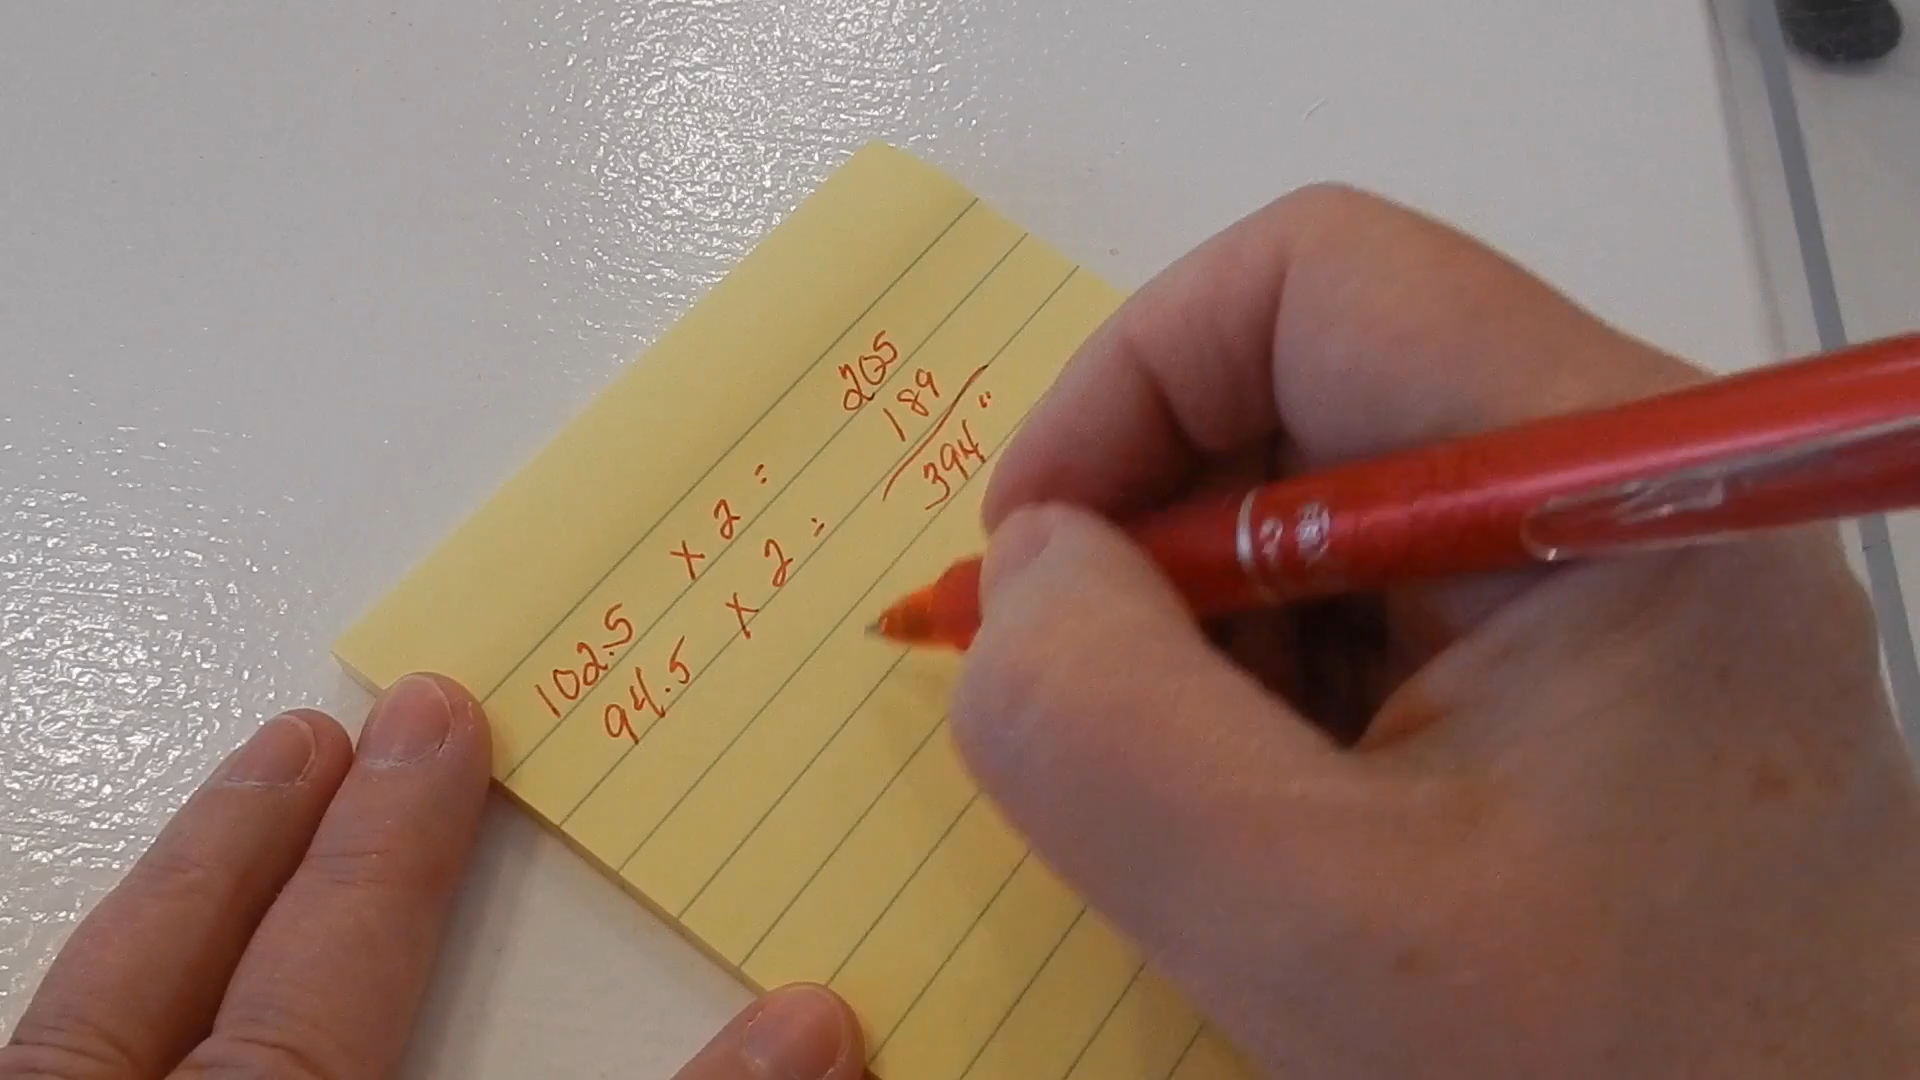 102.5 x 2 = 205
94.5 x 2 = 189
394"